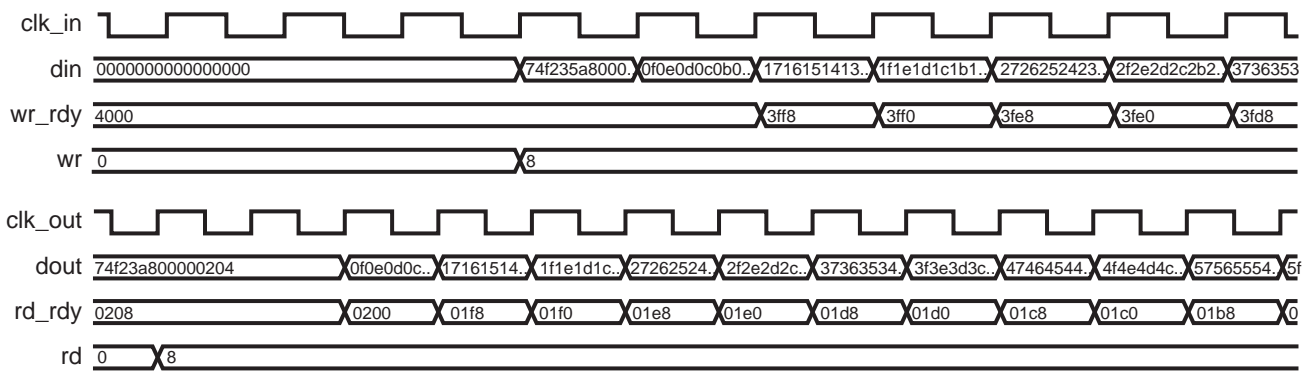 clk_in
din 0000000000000000 74f235a8000.. 0f0e0d0c0b0.. 1716151413.. 1f1e1d1c1b1.. 2726252423.. 2f2e2d2c2b2.. 3736353
wr_rdy 4000 3ff8 3ff0 3fe8 3fe0 3fd8
wr 0 8
clk_out
dout 74f23a800000204 0f0e0d0c.. 17161514.. 1f1e1d1c.. 27262524.. 2f2e2d2c.. 37363534.. 3f3e3d3c.. 47464544.. 4f4e4d4c.. 57565554.. 5f
rd_rdy 0208 0200 01f8 01f0 01e8 01e0 01d8 01d0 01c8 01c0 01b8 0
rd 0 8